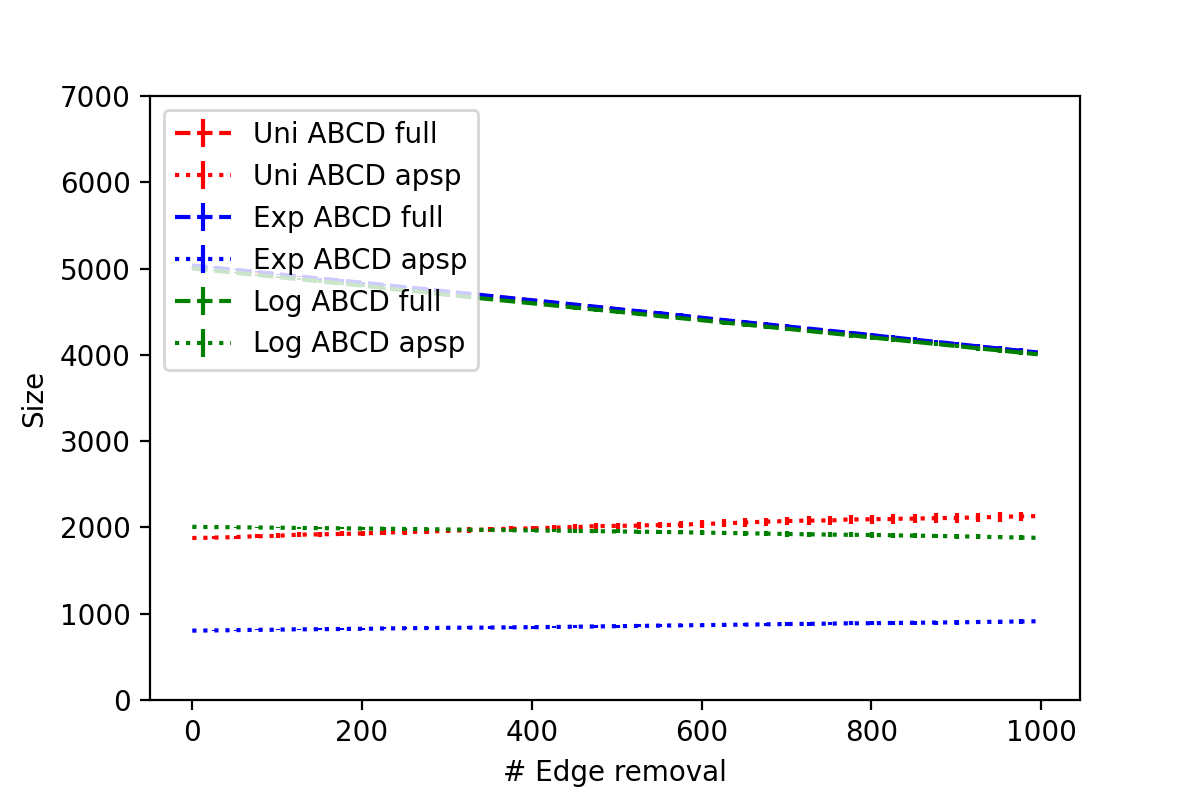 7000
6000
5000
4000
3000
2000
1000
0
Size
Uni ABCD full
Uni ABCD apsp
Exp ABCD full
Exp ABCD apsp
Log ABCD full
Log ABCD apsp
0 200 400 600 800 1000
# Edge removal